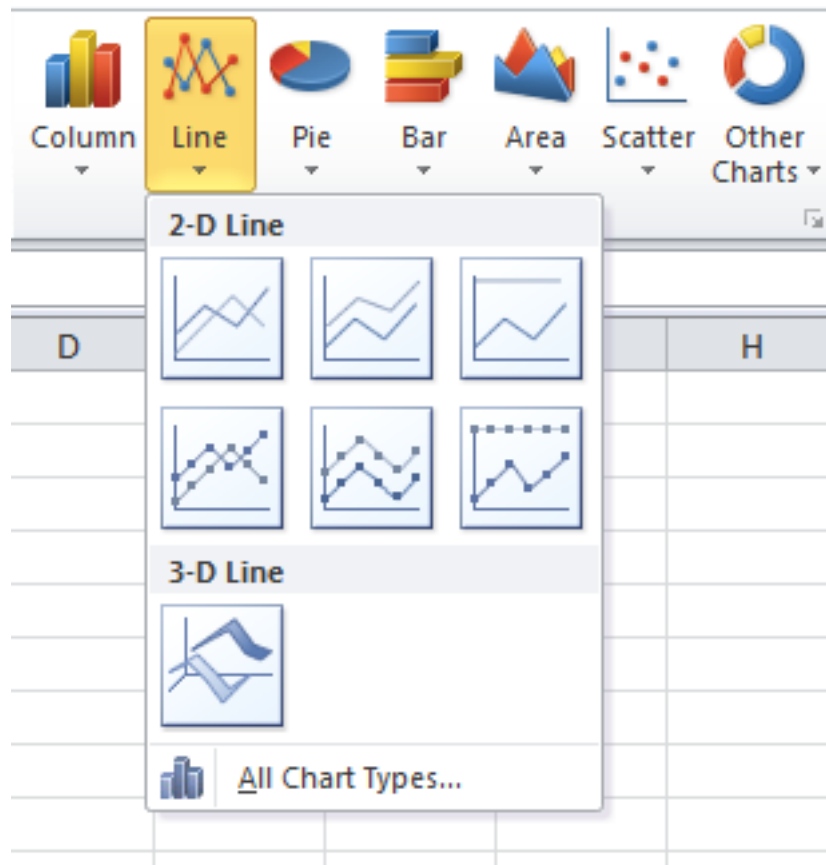 Column Line Pie Bar Area Scatter Other Charts
2-D Line
D H
3-D Line
All Chart Types...